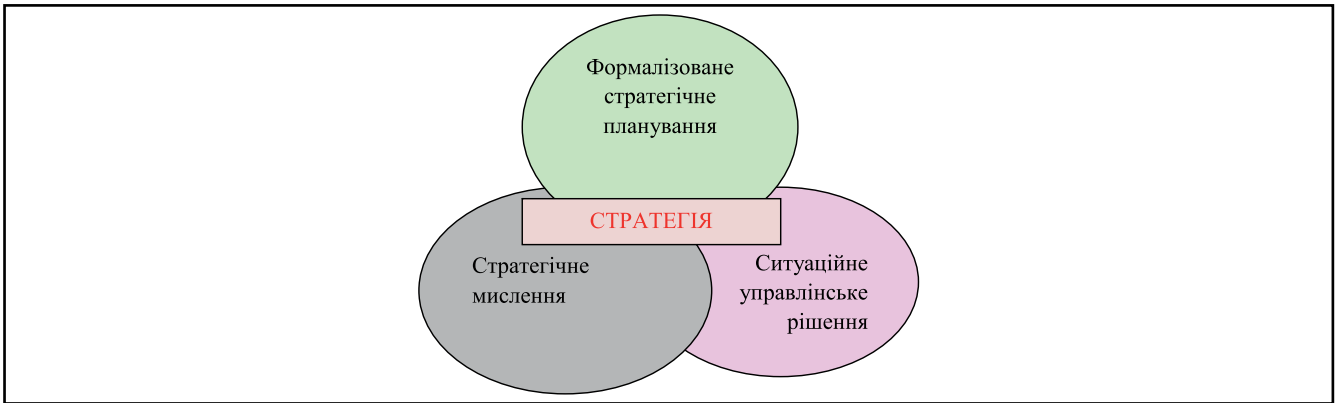 Формалізоване
стратегічне
планування
СТРАТЕГІЯ
Стратегічне
мислення
Ситуаційне
управлінське
рішення